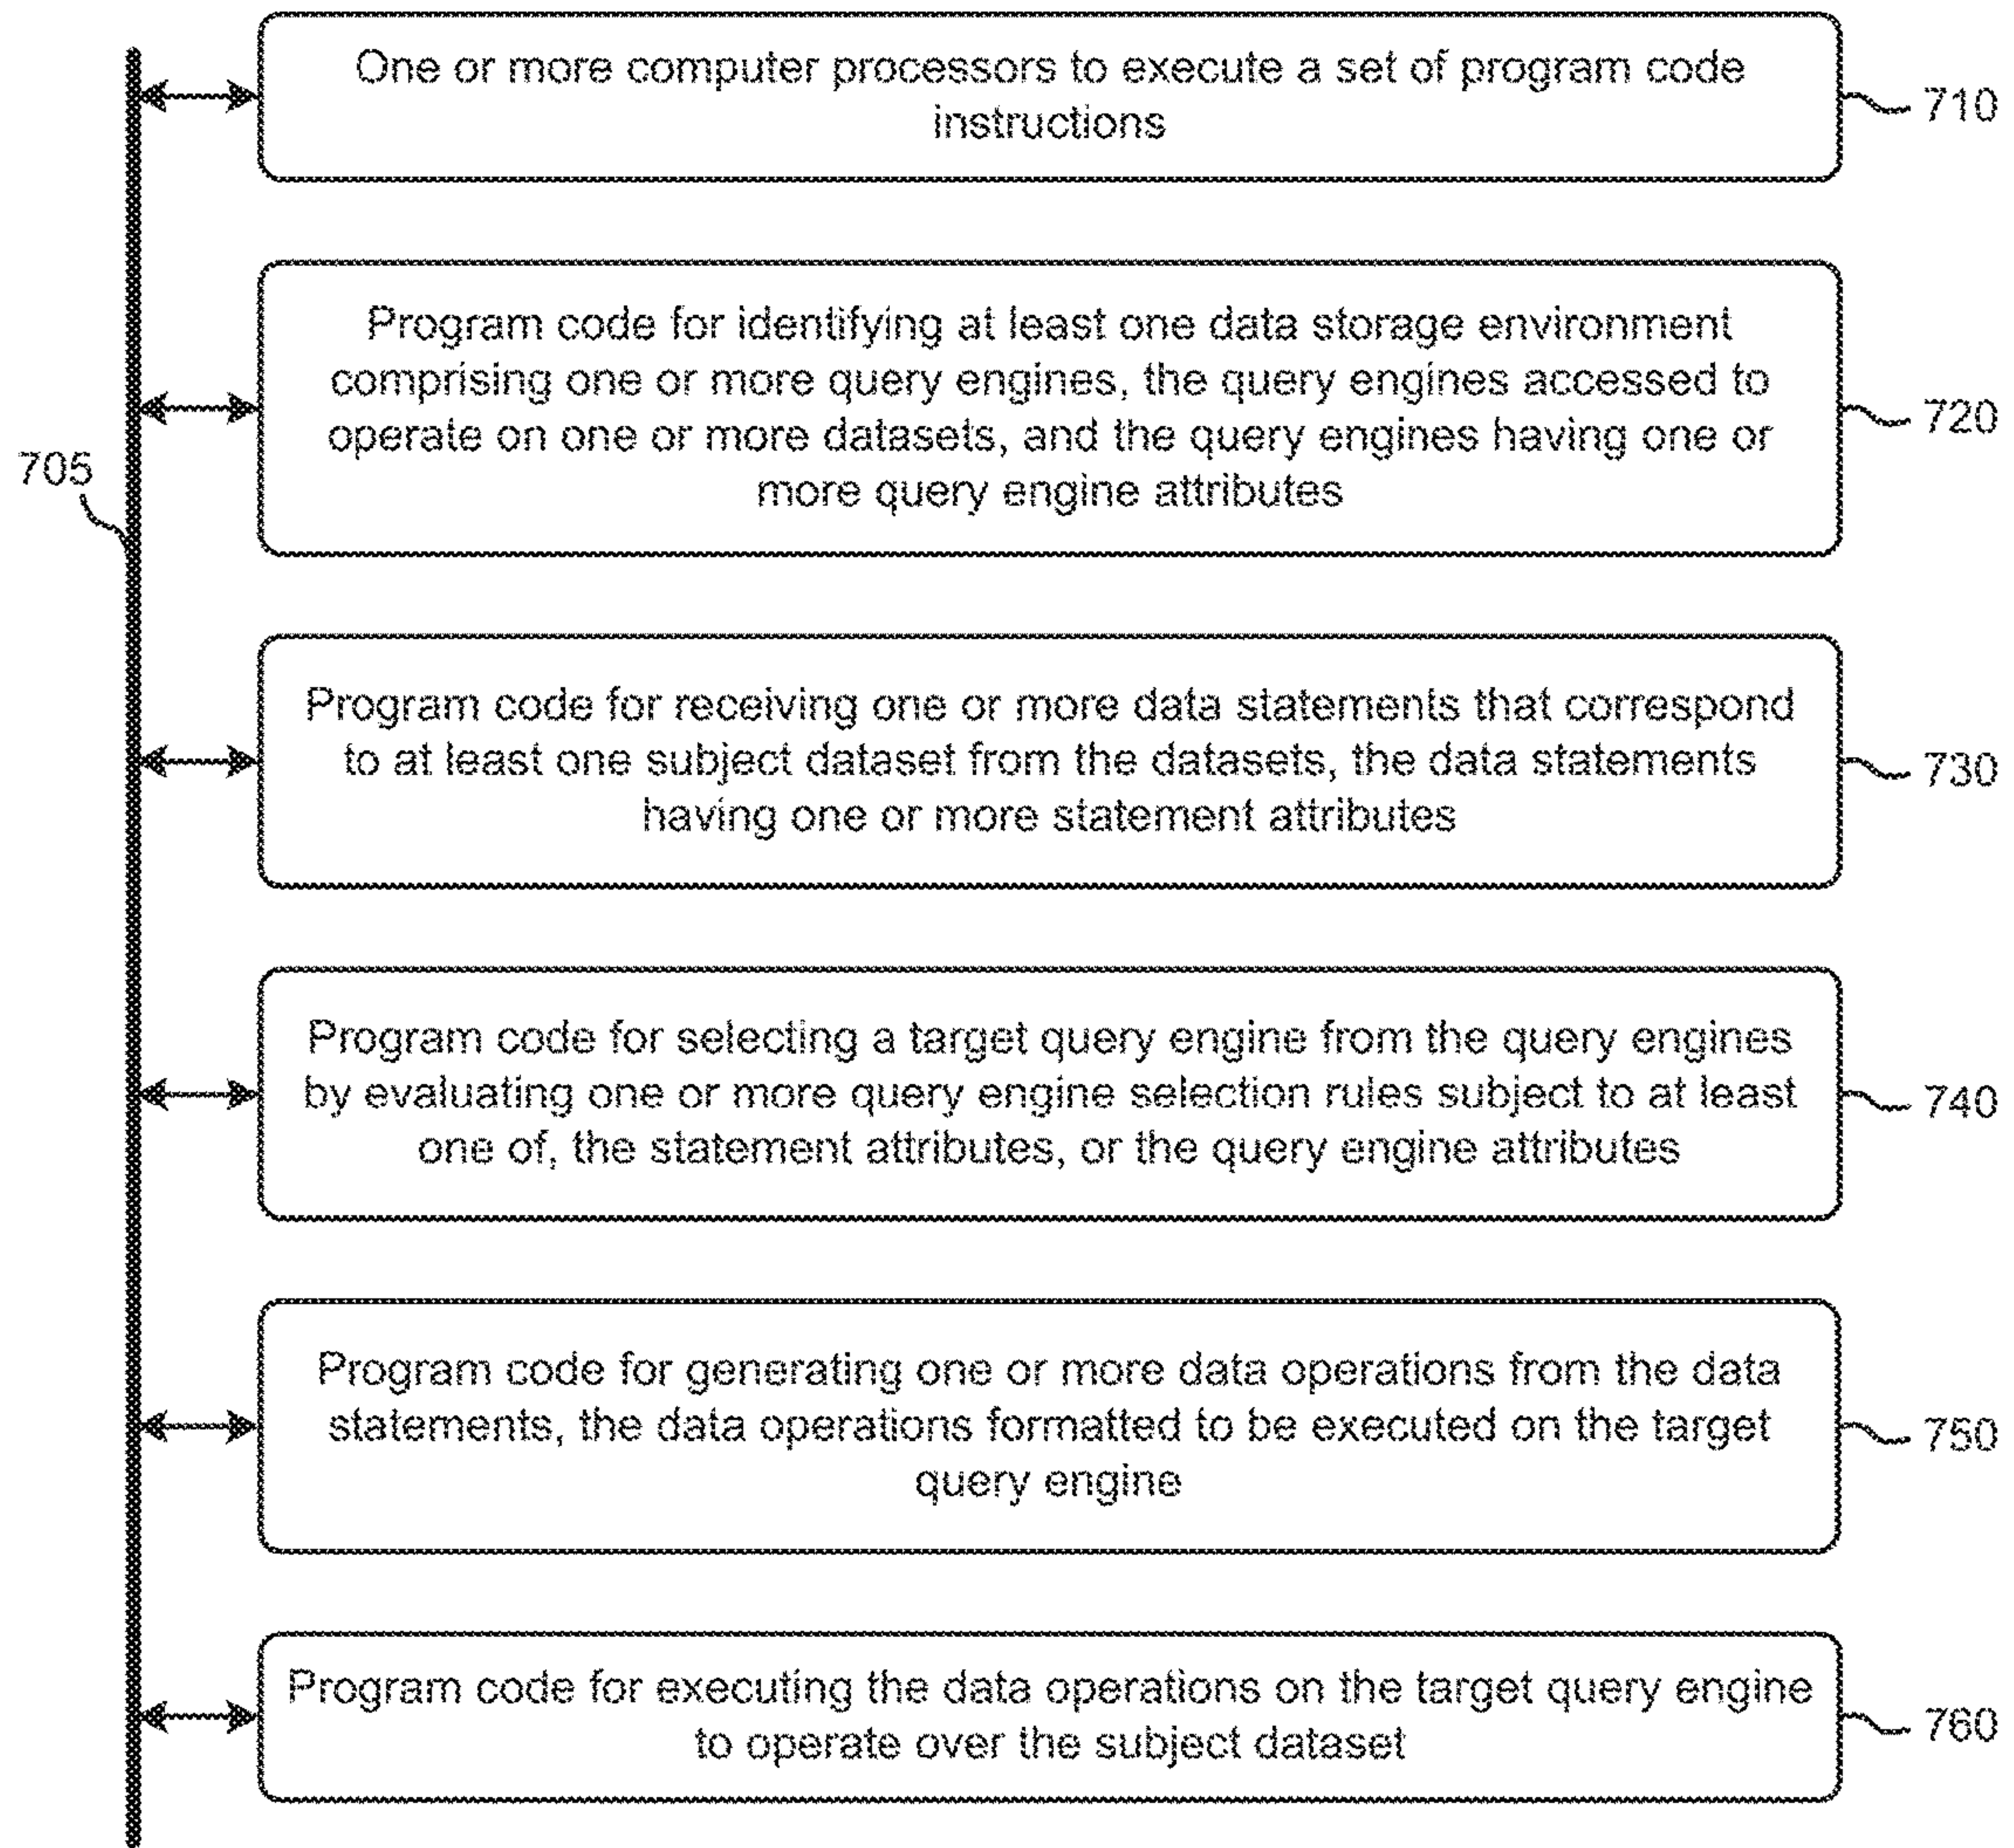 One or more computer processors to execute a set of program code
instructions
710
Program code for identifying at least one data storage environment
comprising one or more query engines, the query engines accessed to
operate on one or more datasets, and the query engines having one or
more query engine attributes
720
705
Program code for receiving one or more data statements that correspond
to at least one subject dataset from the datasets, the data statements
having one or more statement attributes
730
Program code for selecting a target query engine from the query engines
by evaluating one or more query engine selection rules subject to at least
one of, the statement attributes, or the query engine attributes
740
Program code for generating one or more data operations from the data
statements, the data operations formatted to be executed on the target
query engine
750
Program code for executing the data operations on the target query engine
to operate over the subject dataset
760